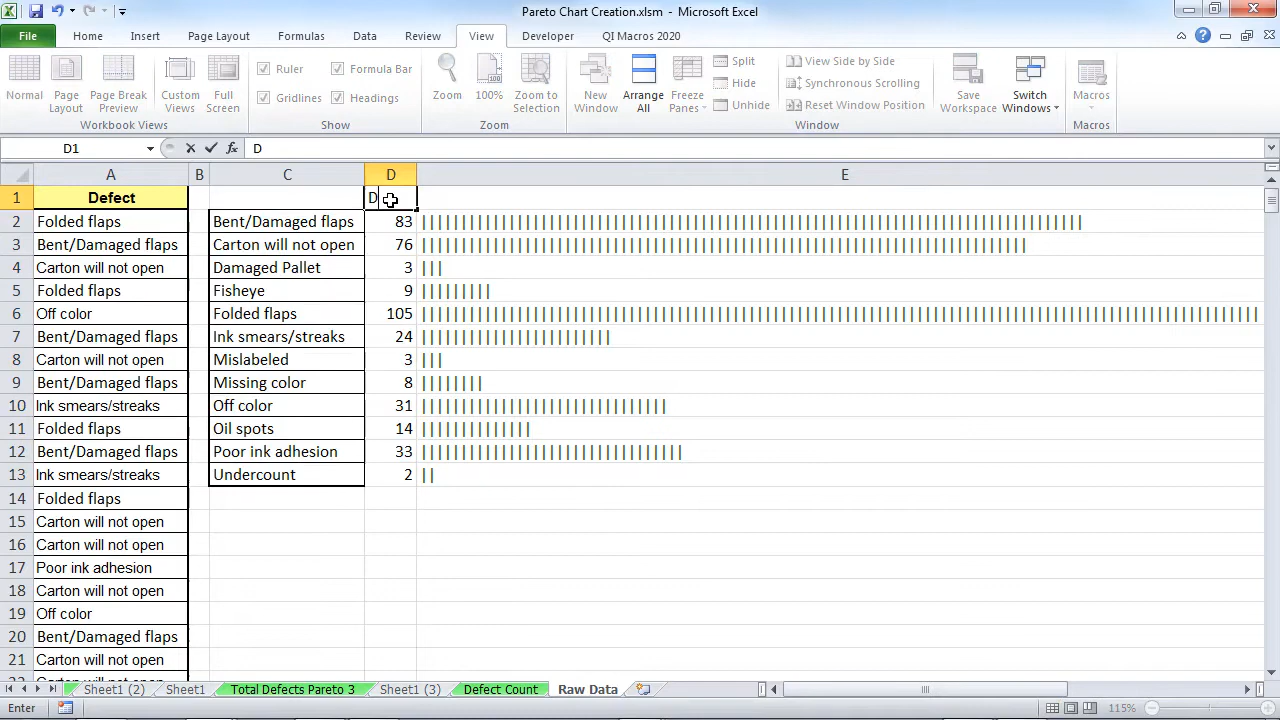 Pareto Chart Creation.xlsm - Microsoft Excel
File Home Insert Page Layout Formulas Data Review View Developer QI Macros 2020
Normal Page Layout Page Break Preview Custom Views Full Screen
Workbook Views
Ruler Formula Bar
Gridlines Headings
Show
Zoom 100% Zoom to Selection
Zoom
New Window Arrange All Freeze Panes Split Hide Unhide
View Side by Side
Synchronous Scrolling
Reset Window Position
Window
Save Workspace Switch Windows
Macros
Macros
D1 fx D
A B C D E
1 Defect D
2 Folded flaps Bent/Damaged flaps 83 ||||||||||||||||||||||||||||||||||||||||||||||||||||||||||||||||||||||||||||||||||
3 Bent/Damaged flaps Carton will not open 76 ||||||||||||||||||||||||||||||||||||||||||||||||||||||||||||||||||||||||||||
4 Carton will not open Damaged Pallet 3 |||
5 Folded flaps Fisheye 9 |||||||||
6 Off color Folded flaps 105 |||||||||||||||||||||||||||||||||||||||||||||||||||||||||||||||||||||||||||||||||||||||||||||||||||||||||
7 Bent/Damaged flaps Ink smears/streaks 24 ||||||||||||||||||||||||
8 Carton will not open Mislabeled 3 |||
9 Bent/Damaged flaps Missing color 8 ||||||||
10 Ink smears/streaks Off color 31 |||||||||||||||||||||||||||||||
11 Folded flaps Oil spots 14 ||||||||||||||
12 Bent/Damaged flaps Poor ink adhesion 33 |||||||||||||||||||||||||||||||||
13 Ink smears/streaks Undercount 2 ||
14 Folded flaps
15 Carton will not open
16 Carton will not open
17 Poor ink adhesion
18 Carton will not open
19 Off color
20 Bent/Damaged flaps
21 Carton will not open
Sheet1 (2) Sheet1 Total Defects Pareto 3 Sheet1 (3) Defect Count Raw Data
Enter 115%